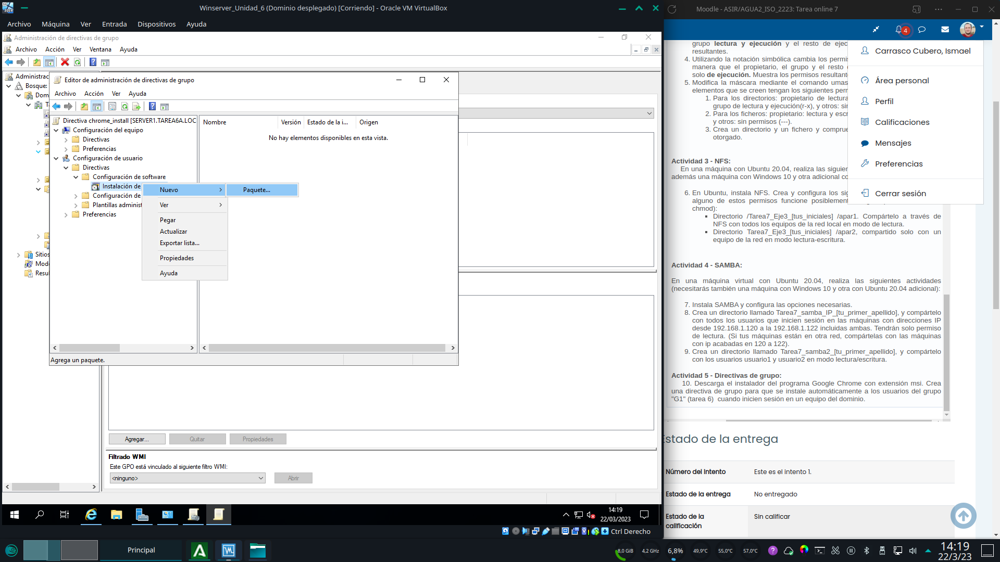 Winserver_Unidad_6 (Dominio desplegado) [Corriendo] - Oracle VM VirtualBox
Archivo Máquina Ver Entrada Dispositivos Ayuda
Administración de directivas de grupo
Archivo Acción Ver Ventana Ayuda
Administrac
Bosque:
Dom
Sitios
Mode
Resul
Editor de administración de directivas de grupo
Archivo Acción Ver Ayuda
Directiva chrome_install [SERVER1.TAREA6A.LOC
Configuración del equipo
Directivas
Preferencias
Configuración de usuario
Directivas
Configuración de software
Instalación de
Configuración de
Plantillas administ
Preferencias
Nombre Versión Estado de la i... Origen
No hay elementos disponibles en esta vista.
Nuevo
Paquete...
Ver
Pegar
Actualizar
Exportar lista...
Propiedades
Ayuda
Agrega un paquete.
Agregar... Quitar Propiedades
Filtrado WMI
Este GPO está vinculado al siguiente filtro WMI:
<ninguno> Abrir
14:19
22/03/2023
Ctrl Derecho
Moodle - ASIR/AGUA2_ISO_2223: Tarea online 7
4
Carrasco Cubero, Ismael
Área personal
Perfil
Calificaciones
Mensajes
Preferencias
Cerrar sesión
grupo lectura y ejecución y el resto de ejec
resultantes.
4. Utilizando la notación simbólica cambia los permis
manera que el propietario, el grupo y el resto
solo de ejecución. Muestra los permisos resultant
5. Modifica la máscara mediante el comando umas
elementos que se creen tengan los siguientes perm
1. Para los directorios: propietario de lectura
grupo de lectura y ejecución(r-x), y otros: sin
2. Para los ficheros: propietario: lectura y escr
y otros: sin permisos (---).
3. Crea un directorio y un fichero y comprue
otorgado.
Actividad 3 - NFS:
En una máquina con Ubuntu 20.04, realiza las siguien
además una máquina con Windows 10 y otra adicional co
6. En Ubuntu, instala NFS. Crea y configura los sig
alguno de estos permisos funcione posiblement
chmod):
▪ Directorio /Tarea7_Eje3_[tus_iniciales] /apar1. Compártelo a través de
NFS con todos los equipos de la red local en modo de lectura.
▪ Directorio Tarea7_Eje3_[tus_iniciales] /apar2, compartido solo con un
equipo de la red en modo lectura-escritura.
Actividad 4 - SAMBA:
En una máquina virtual con Ubuntu 20.04, realiza las siguientes actividades
(necesitarás también una máquina con Windows 10 y otra con Ubuntu 20.04 adicional):
7. Instala SAMBA y configura las opciones necesarias.
8. Crea un directorio llamado Tarea7_samba_IP_[tu_primer_apellido], y compártelo
con todos los usuarios que inicien sesión en las máquinas con direcciones IP
desde 192.168.1.120 a la 192.168.1.122 incluidas ambas. Tendrán solo permiso
de lectura. (Si tus máquinas están en otra red, compártelas con las máquinas
con ip acabadas en 120 a 122).
9. Crea un directorio llamado Tarea7_samba2_[tu_primer_apellido], y compártelo
con los usuarios usuario1 y usuario2 en modo lectura/escritura.
Actividad 5 - Directivas de grupo:
10. Descarga el instalador del programa Google Chrome con extensión msi. Crea
una directiva de grupo para que se instale automáticamente a los usuarios del grupo
"G1" (tarea 6) cuando inicien sesión en un equipo del dominio.
Estado de la entrega
Número del Intento Este es el intento 1.
Estado de la entrega No entregado
Estado de la
calificación
Sin calificar
Principal
8,0 GiB 4,2 GHz 6,8% 49,9°C 55,0°C 57,0°C
14:19
22/3/23